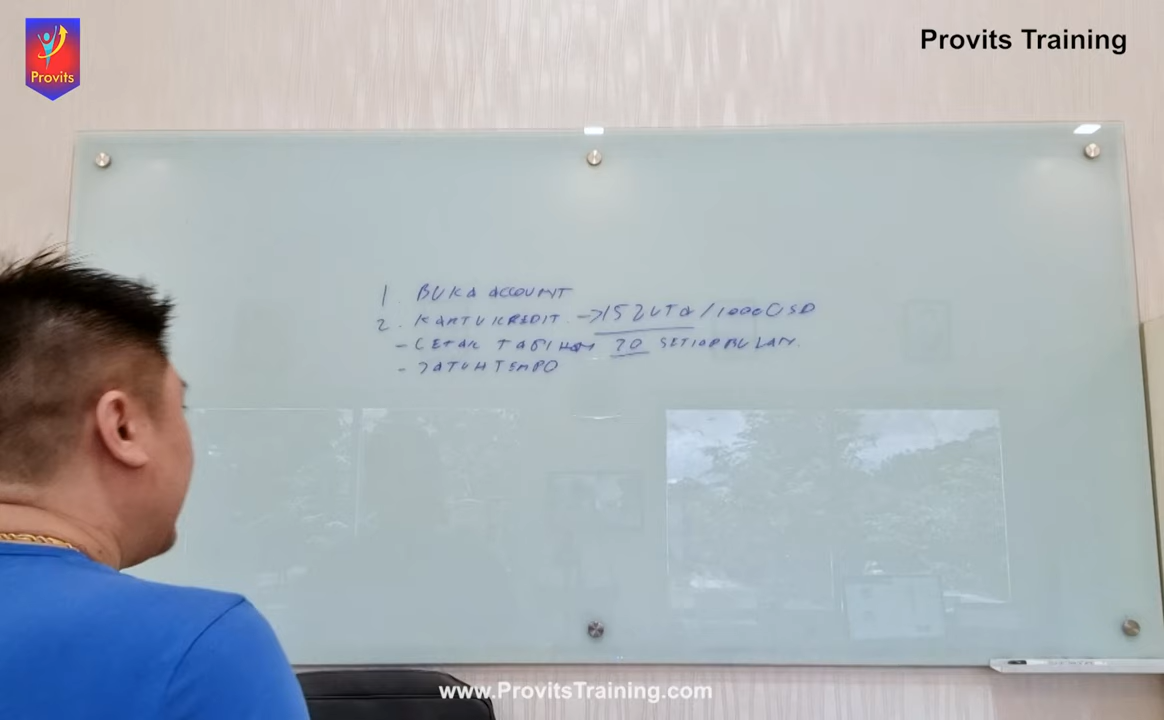 Provits
Provits Training
1. BUKA ACCOUNT
2. KARTU KREDIT -> 15 JUTA / 1000 USD
- CETAK TAGIHAN 20 SETIAP BULAN.
- JATUH TEMPO
www.ProvitsTraining.com